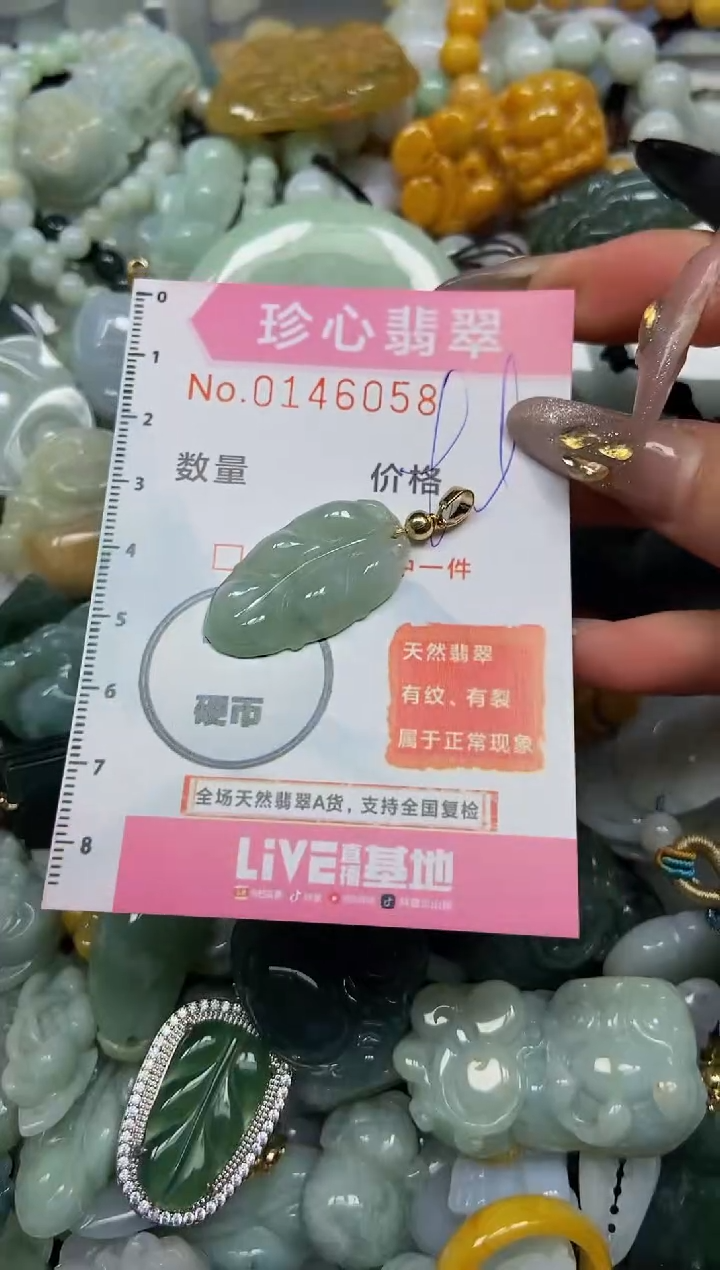 珍心翡翠
0
1
2
3
4
5
6
7
8
No.0146058
数量
价格
中一件
天然翡翠
有纹、有裂
属于正常现象
硬币
全场天然翡翠A货，支持全国复检
LiVE直播基地